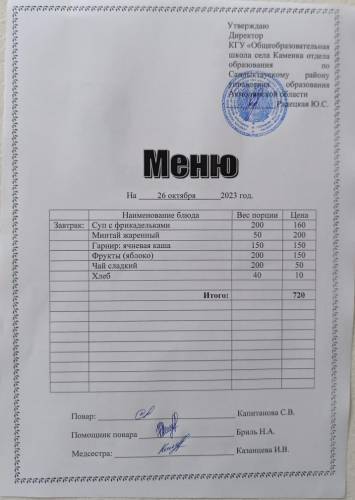 Утверждаю
Директор
КГУ «Общеобразовательная
школа села Каменка отдела
образования по
Сандыктаускому району
управления образования
Акмолинской области
Радецкая Ю.С.
Меню
На 26 октября 2023 год.
Наименование блюда Вес порции Цена
Завтрак: Суп с фрикадельками 200 160
Минтай жаренный 50 200
Гарнир: ячневая каша 150 150
Фрукты (яблоко) 200 150
Чай сладкий 200 50
Хлеб 40 10
Итого: 720
Повар: Капитанова С.В.
Помощник повара Бриль Н.А.
Медсестра: Казанцева И.В.